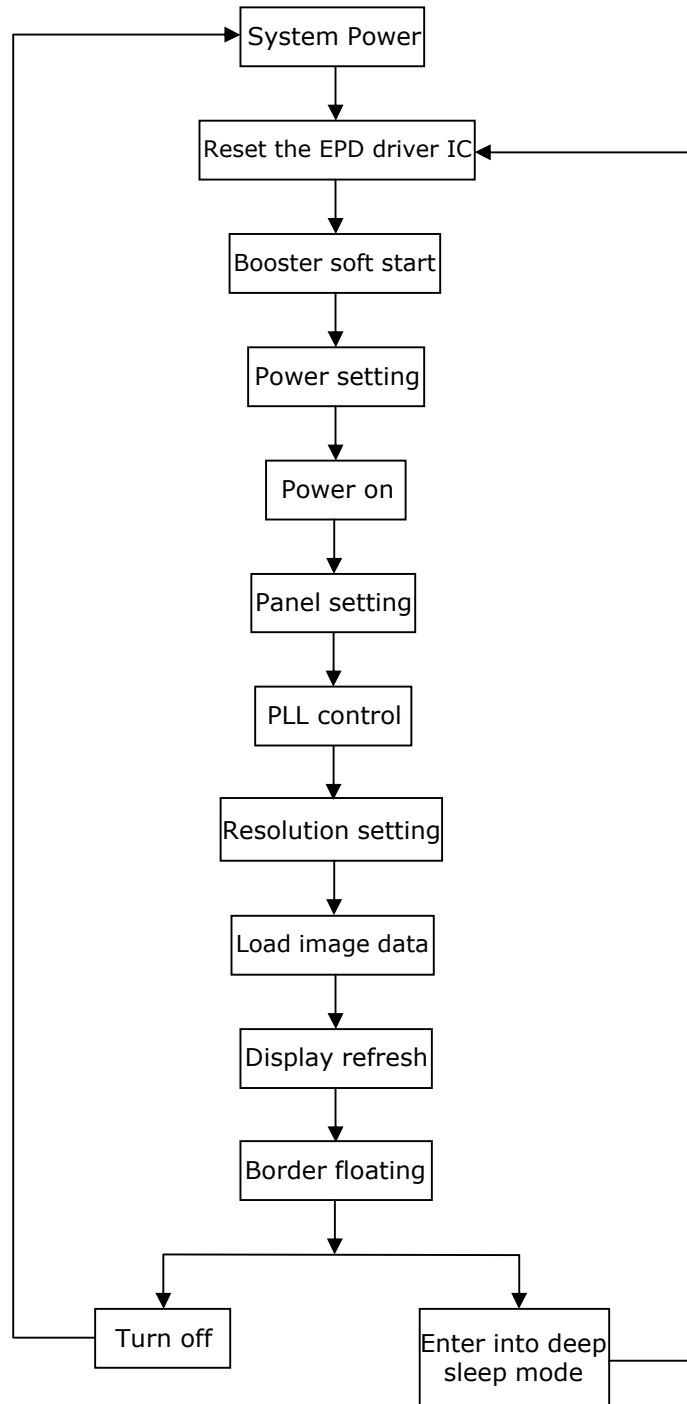 System Power
Reset the EPD driver IC
Booster soft start
Power setting
Power on
Panel setting
PLL control
Resolution setting
Load image data
Display refresh
Border floating
Turn off
Enter into deep
sleep mode